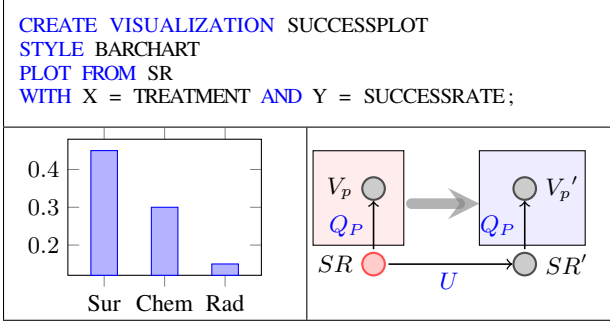 CREATE VISUALIZATION SUCCESSPLOT
STYLE BARCHART
PLOT FROM SR
WITH X = TREATMENT AND Y = SUCCESSRATE;
0.4
0.3
0.2
Sur Chem Rad
V_p V_p'
Q_P Q_P
SR SR'
U